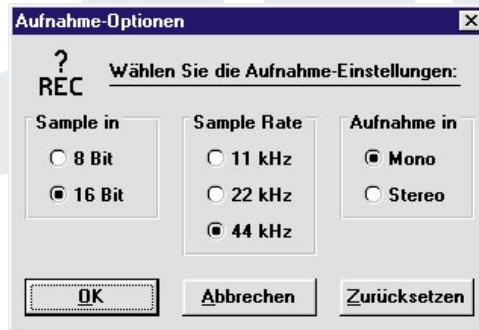 Aufnahme-Optionen
?
REC
Wählen Sie die Aufnahme-Einstellungen:
Sample in
8 Bit
16 Bit
Sample Rate
11 kHz
22 kHz
44 kHz
Aufnahme in
Mono
Stereo
OK
Abbrechen
Zurücksetzen